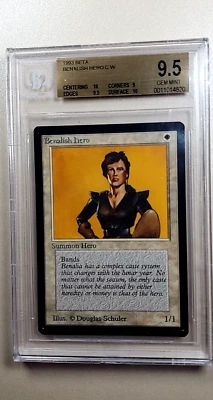 1993 BETA
BENALISH HERO C W
9.5
GEM MINT
CENTERING 10 CORNERS 9
EDGES 9.5 SURFACE 10
0011014820
Benalish Hero
Summon Hero
Bands
Benalia has a complex caste system
that changes with the lunar year. No
matter what the season, the only caste
that cannot be attained by either
heredity or money is that of the hero.
Illus. © Douglas Schuler
1/1